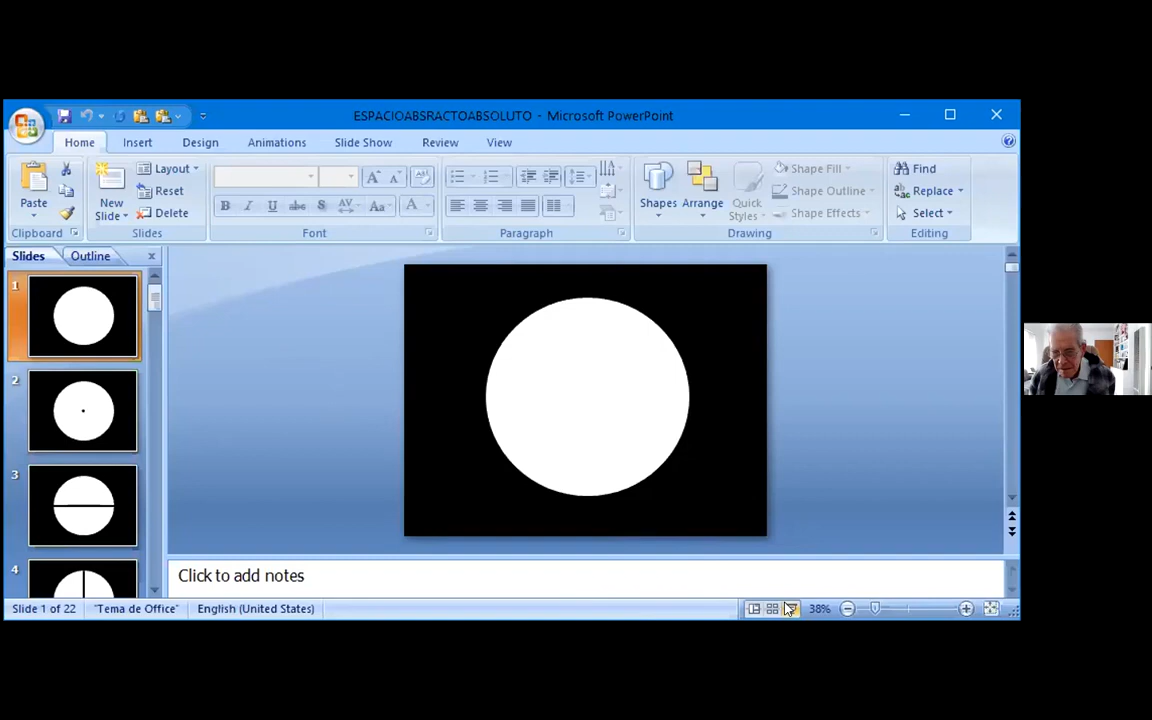 ESPACIOABSRACTOABSOLUTO - Microsoft PowerPoint
Home Insert Design Animations Slide Show Review View
Paste
Clipboard
New Slide
Layout
Reset
Delete
Slides
B I U abc S AV Aa A
Font
Paragraph
Shapes
Arrange
Quick Styles
Shape Fill
Shape Outline
Shape Effects
Drawing
Find
Replace
Select
Editing
Slides Outline
1
2
3
4
Click to add notes
Slide 1 of 22 "Tema de Office" English (United States) 38%